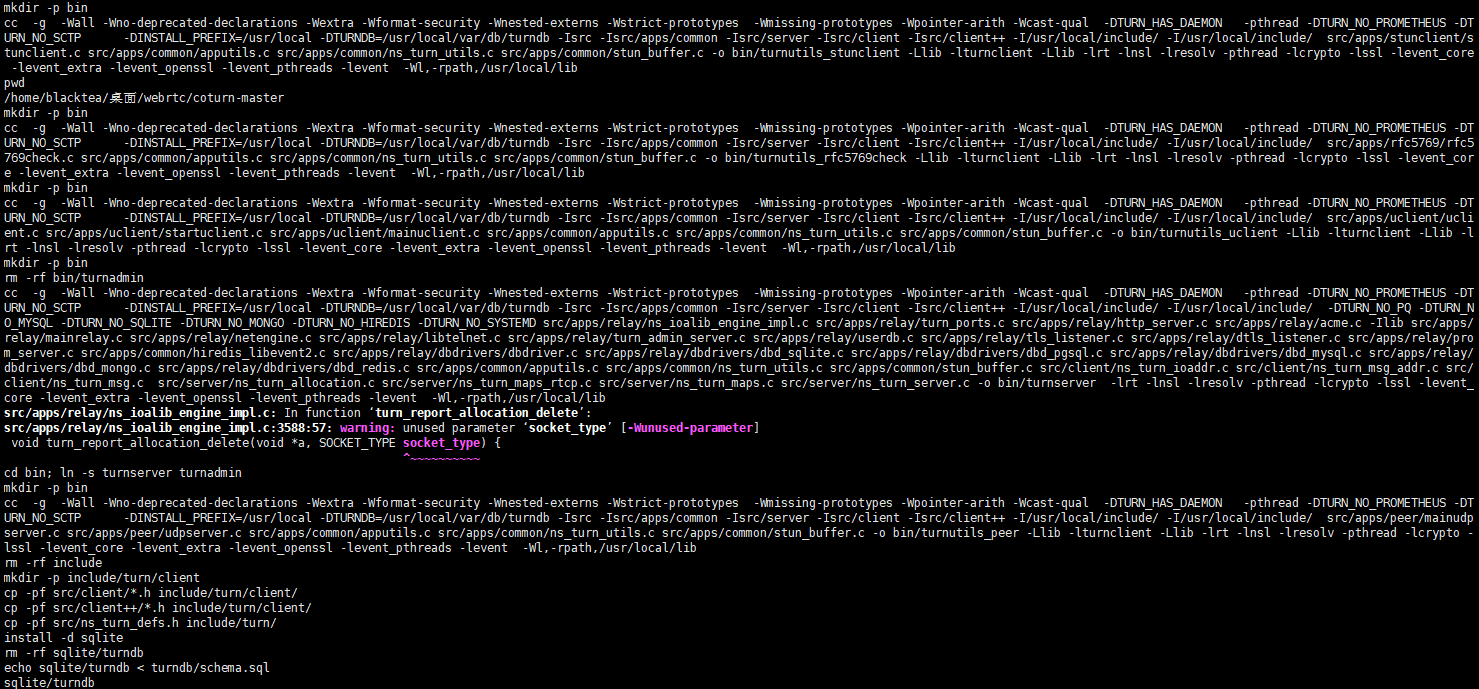 mkdir -p bin
cc  -g  -Wall -Wno-deprecated-declarations -Wextra -Wformat-security -Wnested-externs -Wstrict-prototypes  -Wmissing-prototypes -Wpointer-arith -Wcast-qual  -DTURN_HAS_DAEMON   -pthread -DTURN_NO_PROMETHEUS -DT
URN_NO_SCTP      -DINSTALL_PREFIX=/usr/local -DTURNDB=/usr/local/var/db/turndb -Isrc -Isrc/apps/common -Isrc/server -Isrc/client -Isrc/client++ -I/usr/local/include/ -I/usr/local/include/  src/apps/stunclient/s
tunclient.c src/apps/common/apputils.c src/apps/common/ns_turn_utils.c src/apps/common/stun_buffer.c -o bin/turnutils_stunclient -Llib -lturnclient -Llib -lrt -lnsl -lresolv -pthread -lcrypto -lssl -levent_core
 -levent_extra -levent_openssl -levent_pthreads -levent  -Wl,-rpath,/usr/local/lib
pwd
/home/blacktea/桌面/webrtc/coturn-master
mkdir -p bin
cc  -g  -Wall -Wno-deprecated-declarations -Wextra -Wformat-security -Wnested-externs -Wstrict-prototypes  -Wmissing-prototypes -Wpointer-arith -Wcast-qual  -DTURN_HAS_DAEMON   -pthread -DTURN_NO_PROMETHEUS -DT
URN_NO_SCTP      -DINSTALL_PREFIX=/usr/local -DTURNDB=/usr/local/var/db/turndb -Isrc -Isrc/apps/common -Isrc/server -Isrc/client -Isrc/client++ -I/usr/local/include/ -I/usr/local/include/  src/apps/rfc5769/rfc5
769check.c src/apps/common/apputils.c src/apps/common/ns_turn_utils.c src/apps/common/stun_buffer.c -o bin/turnutils_rfc5769check -Llib -lturnclient -Llib -lrt -lnsl -lresolv -pthread -lcrypto -lssl -levent_cor
e -levent_extra -levent_openssl -levent_pthreads -levent  -Wl,-rpath,/usr/local/lib
mkdir -p bin
cc  -g  -Wall -Wno-deprecated-declarations -Wextra -Wformat-security -Wnested-externs -Wstrict-prototypes  -Wmissing-prototypes -Wpointer-arith -Wcast-qual  -DTURN_HAS_DAEMON   -pthread -DTURN_NO_PROMETHEUS -DT
URN_NO_SCTP      -DINSTALL_PREFIX=/usr/local -DTURNDB=/usr/local/var/db/turndb -Isrc -Isrc/apps/common -Isrc/server -Isrc/client -Isrc/client++ -I/usr/local/include/ -I/usr/local/include/  src/apps/uclient/ucli
ent.c src/apps/uclient/startuclient.c src/apps/uclient/mainuclient.c src/apps/common/apputils.c src/apps/common/ns_turn_utils.c src/apps/common/stun_buffer.c -o bin/turnutils_uclient -Llib -lturnclient -Llib -l
rt -lnsl -lresolv -pthread -lcrypto -lssl -levent_core -levent_extra -levent_openssl -levent_pthreads -levent  -Wl,-rpath,/usr/local/lib
mkdir -p bin
rm -rf bin/turnadmin
cc  -g  -Wall -Wno-deprecated-declarations -Wextra -Wformat-security -Wnested-externs -Wstrict-prototypes  -Wmissing-prototypes -Wpointer-arith -Wcast-qual  -DTURN_HAS_DAEMON   -pthread -DTURN_NO_PROMETHEUS -DT
URN_NO_SCTP      -DINSTALL_PREFIX=/usr/local -DTURNDB=/usr/local/var/db/turndb -Isrc -Isrc/apps/common -Isrc/server -Isrc/client -Isrc/client++ -I/usr/local/include/ -I/usr/local/include/  -DTURN_NO_PQ -DTURN_N
O_MYSQL -DTURN_NO_SQLITE -DTURN_NO_MONGO -DTURN_NO_HIREDIS -DTURN_NO_SYSTEMD src/apps/relay/ns_ioalib_engine_impl.c src/apps/relay/turn_ports.c src/apps/relay/http_server.c src/apps/relay/acme.c -Ilib src/apps/
relay/mainrelay.c src/apps/relay/netengine.c src/apps/relay/libtelnet.c src/apps/relay/turn_admin_server.c src/apps/relay/userdb.c src/apps/relay/tls_listener.c src/apps/relay/dtls_listener.c src/apps/relay/pro
m_server.c src/apps/common/hiredis_libevent2.c src/apps/relay/dbdrivers/dbdriver.c src/apps/relay/dbdrivers/dbd_sqlite.c src/apps/relay/dbdrivers/dbd_pgsql.c src/apps/relay/dbdrivers/dbd_mysql.c src/apps/relay/
dbdrivers/dbd_mongo.c src/apps/relay/dbdrivers/dbd_redis.c src/apps/common/apputils.c src/apps/common/ns_turn_utils.c src/apps/common/stun_buffer.c src/client/ns_turn_ioaddr.c src/client/ns_turn_msg_addr.c src/
client/ns_turn_msg.c  src/server/ns_turn_allocation.c src/server/ns_turn_maps_rtcp.c src/server/ns_turn_maps.c src/server/ns_turn_server.c -o bin/turnserver  -lrt -lnsl -lresolv -pthread -lcrypto -lssl -levent_
core -levent_extra -levent_openssl -levent_pthreads -levent  -Wl,-rpath,/usr/local/lib
src/apps/relay/ns_ioalib_engine_impl.c: In function ‘turn_report_allocation_delete’:
src/apps/relay/ns_ioalib_engine_impl.c:3588:57: warning: unused parameter ‘socket_type’ [-Wunused-parameter]
 void turn_report_allocation_delete(void *a, SOCKET_TYPE socket_type) {
                                                         ^~~~~~~~~~~
cd bin; ln -s turnserver turnadmin
mkdir -p bin
cc  -g  -Wall -Wno-deprecated-declarations -Wextra -Wformat-security -Wnested-externs -Wstrict-prototypes  -Wmissing-prototypes -Wpointer-arith -Wcast-qual  -DTURN_HAS_DAEMON   -pthread -DTURN_NO_PROMETHEUS -DT
URN_NO_SCTP      -DINSTALL_PREFIX=/usr/local -DTURNDB=/usr/local/var/db/turndb -Isrc -Isrc/apps/common -Isrc/server -Isrc/client -Isrc/client++ -I/usr/local/include/ -I/usr/local/include/  src/apps/peer/mainudp
server.c src/apps/peer/udpserver.c src/apps/common/apputils.c src/apps/common/ns_turn_utils.c src/apps/common/stun_buffer.c -o bin/turnutils_peer -Llib -lturnclient -Llib -lrt -lnsl -lresolv -pthread -lcrypto -
lssl -levent_core -levent_extra -levent_openssl -levent_pthreads -levent  -Wl,-rpath,/usr/local/lib
rm -rf include
mkdir -p include/turn/client
cp -pf src/client/*.h include/turn/client/
cp -pf src/client++/*.h include/turn/client/
cp -pf src/ns_turn_defs.h include/turn/
install -d sqlite
rm -rf sqlite/turndb
echo sqlite/turndb < turndb/schema.sql
sqlite/turndb